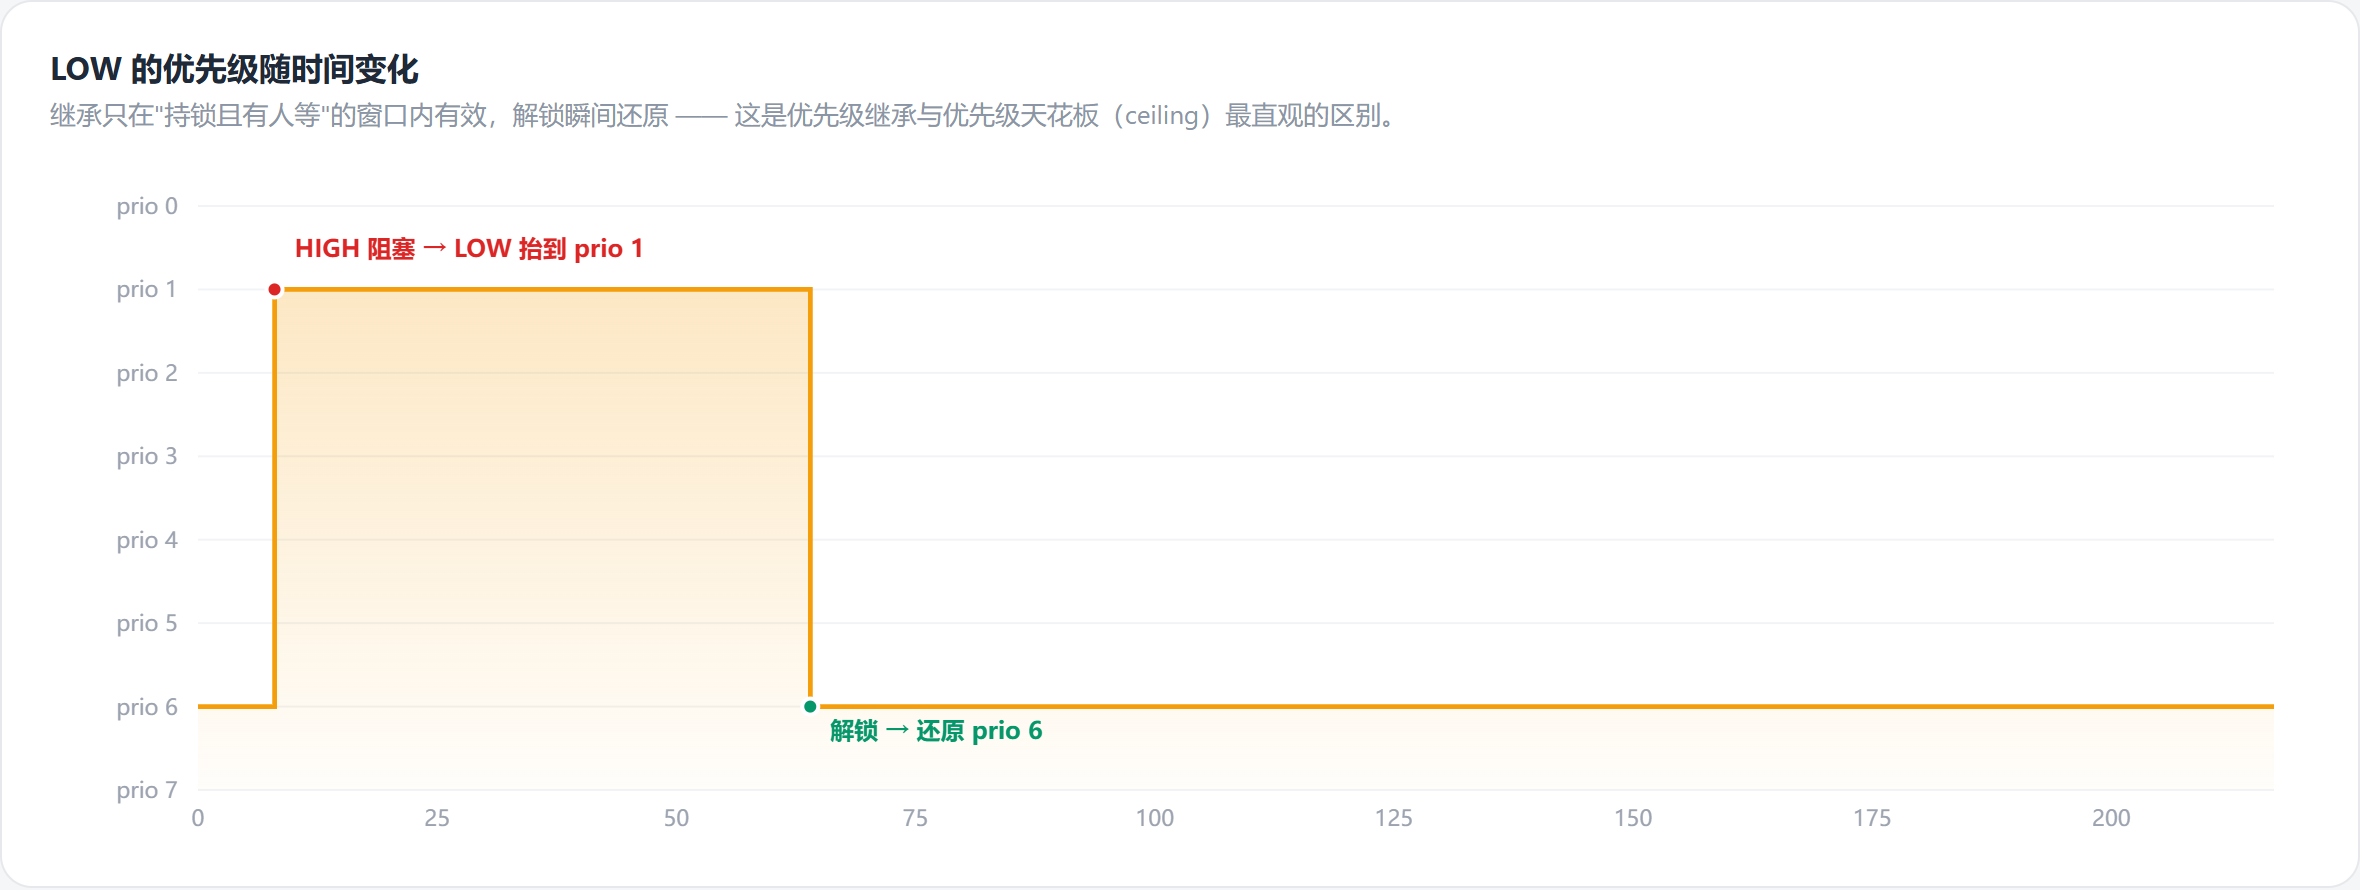 LOW 的优先级随时间变化
继承只在"持锁且有人等"的窗口内有效，解锁瞬间还原 —— 这是优先级继承与优先级天花板（ceiling）最直观的区别。
prio 0
HIGH 阻塞 → LOW 抬到 prio 1
prio 1
prio 2
prio 3
prio 4
prio 5
prio 6
解锁 → 还原 prio 6
prio 7
0 25 50 75 100 125 150 175 200